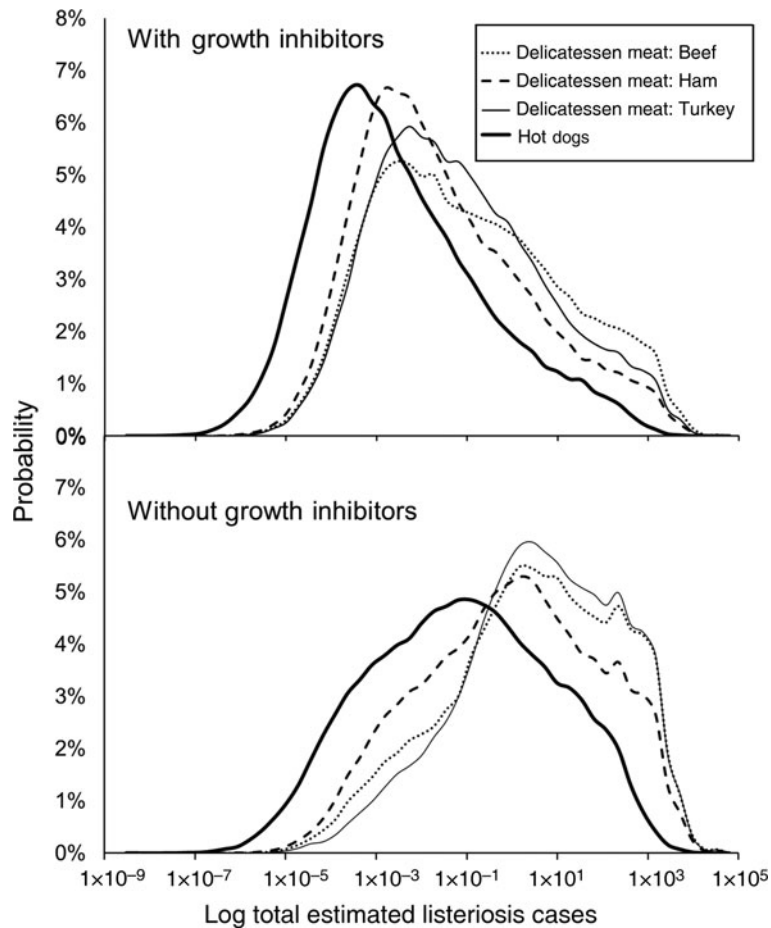 8%
With growth inhibitors
7%
6%
5%
4%
3%
2%
1%
0%
Delicatessen meat: Beef
Delicatessen meat: Ham
Delicatessen meat: Turkey
Hot dogs
Probability
7%
Without growth inhibitors
6%
5%
4%
3%
2%
1%
0%
1×10⁻⁹ 1×10⁻⁷ 1×10⁻⁵ 1×10⁻³ 1×10⁻¹ 1×10¹ 1×10³ 1×10⁵
Log total estimated listeriosis cases